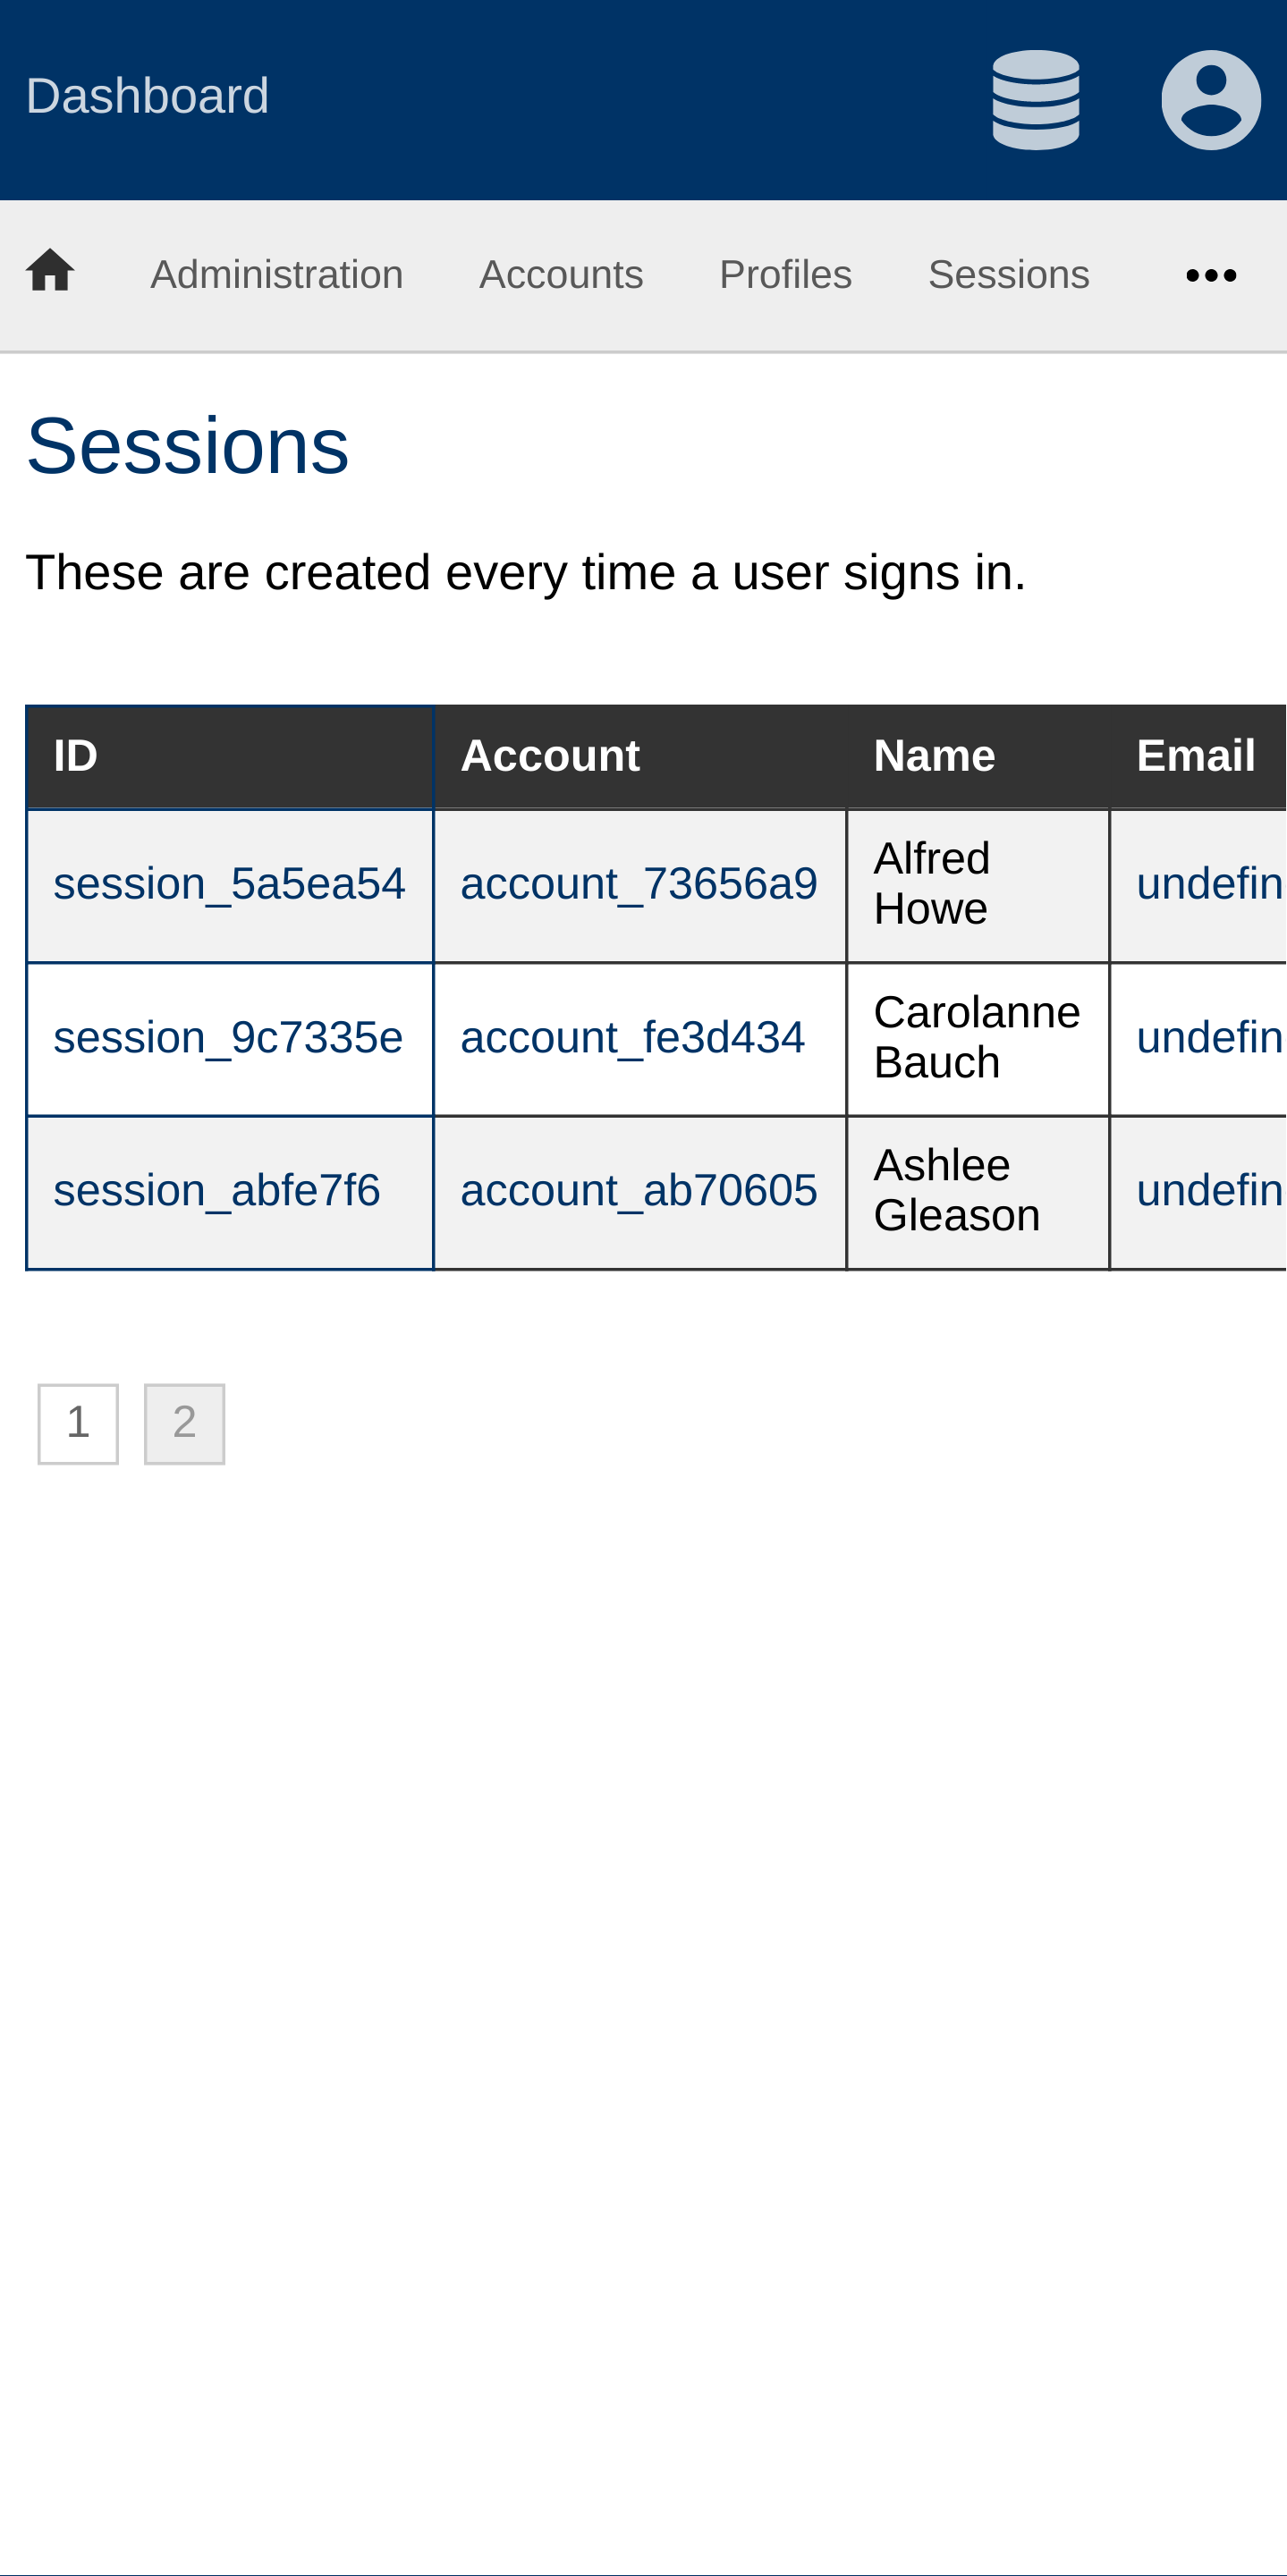 Dashboard
Administration Accounts Profiles Sessions
Sessions
These are created every time a user signs in.
ID Account Name Email
session_5a5ea54 account_73656a9 Alfred Howe undefin
session_9c7335e account_fe3d434 Carolanne Bauch undefin
session_abfe7f6 account_ab70605 Ashlee Gleason undefin
1 2